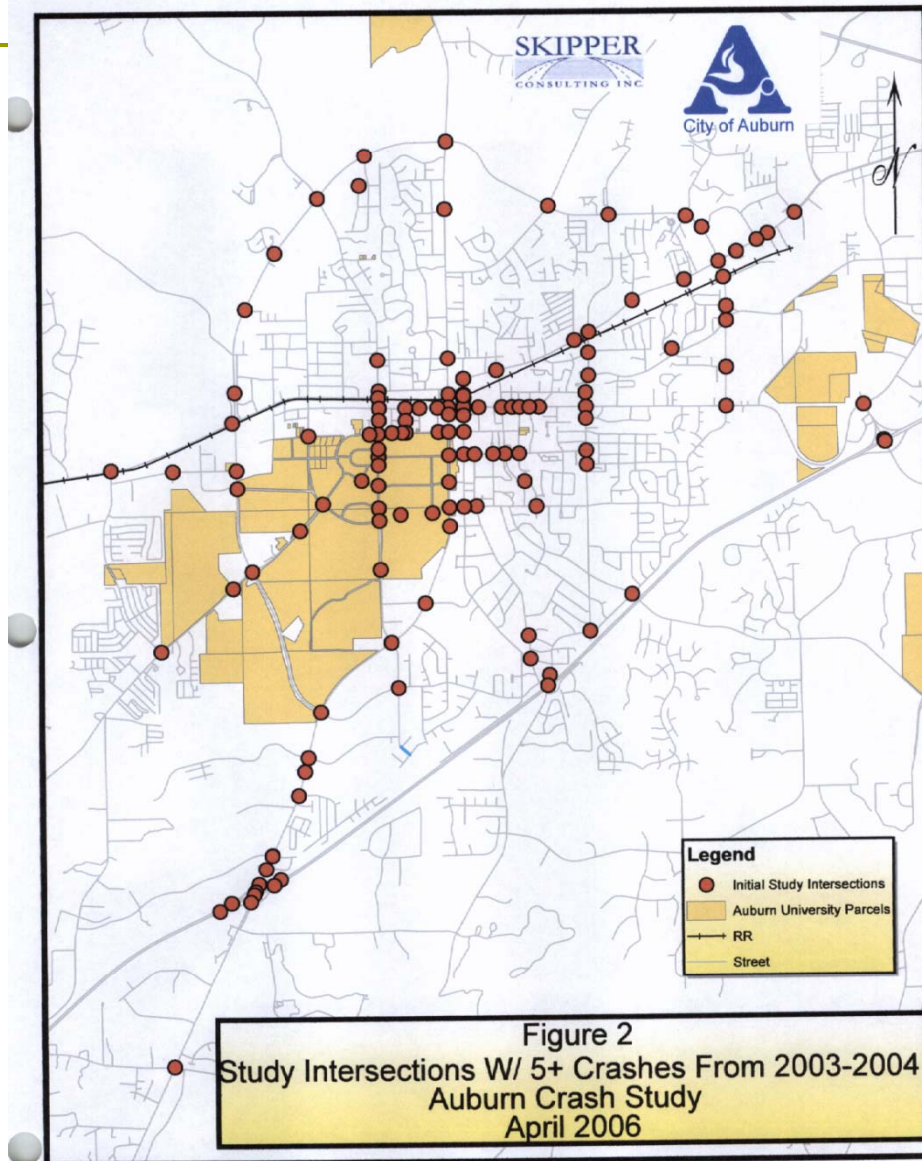 SKIPPER
CONSULTING INC
City of Auburn
N
Legend
Initial Study Intersections
Auburn University Parcels
RR
Street
Figure 2
Study Intersections W/ 5+ Crashes From 2003-2004
Auburn Crash Study
April 2006